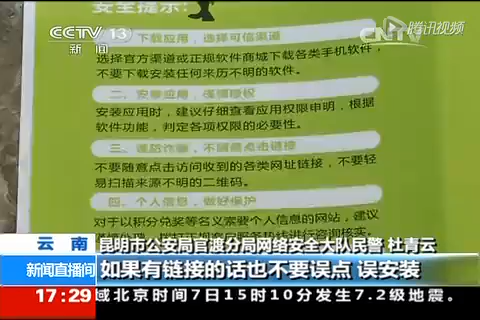 安全提示:
CCTV 13
新闻
腾讯视频
CNTV
一、下载应用,选择可信渠道
选择官方渠道或正规软件商城下载各类手机软件,
不要下载安装任何来历不明的软件。
二、安装应用,谨慎授权
安装应用时,建议仔细查看应用权限申明,根据
软件功能,判定各项权限的必要性。
三、谨防诈骗,不随意点击链接
不要随意点击访问收到的各类网址链接,不要轻
易扫描来源不明的二维码。
四、个人信息,做好保护
对于以积分兑奖等名义索要个人信息的网站,建议
云 南
昆明市公安局官渡分局网络安全大队民警 杜青云
新闻直播间
如果有链接的话也不要误点 误安装
17:29
域北京时间7日15时10分发生7.2级地震。